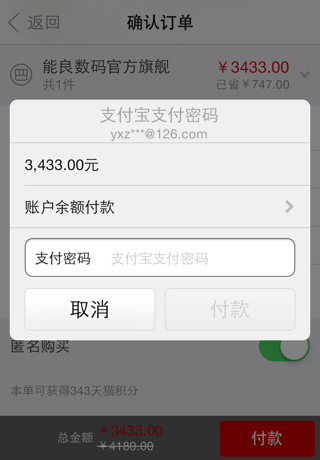 返回
确认订单
能良数码官方旗舰
￥3433.00
共1件
已省￥747.00
支付宝支付密码
yxz***@126.com
3,433.00元
账户余额付款
支付密码 支付宝支付密码
取消
付款
匿名购买
本单可获得343天猫积分
总金额
￥3433.00
￥4180.00
付款